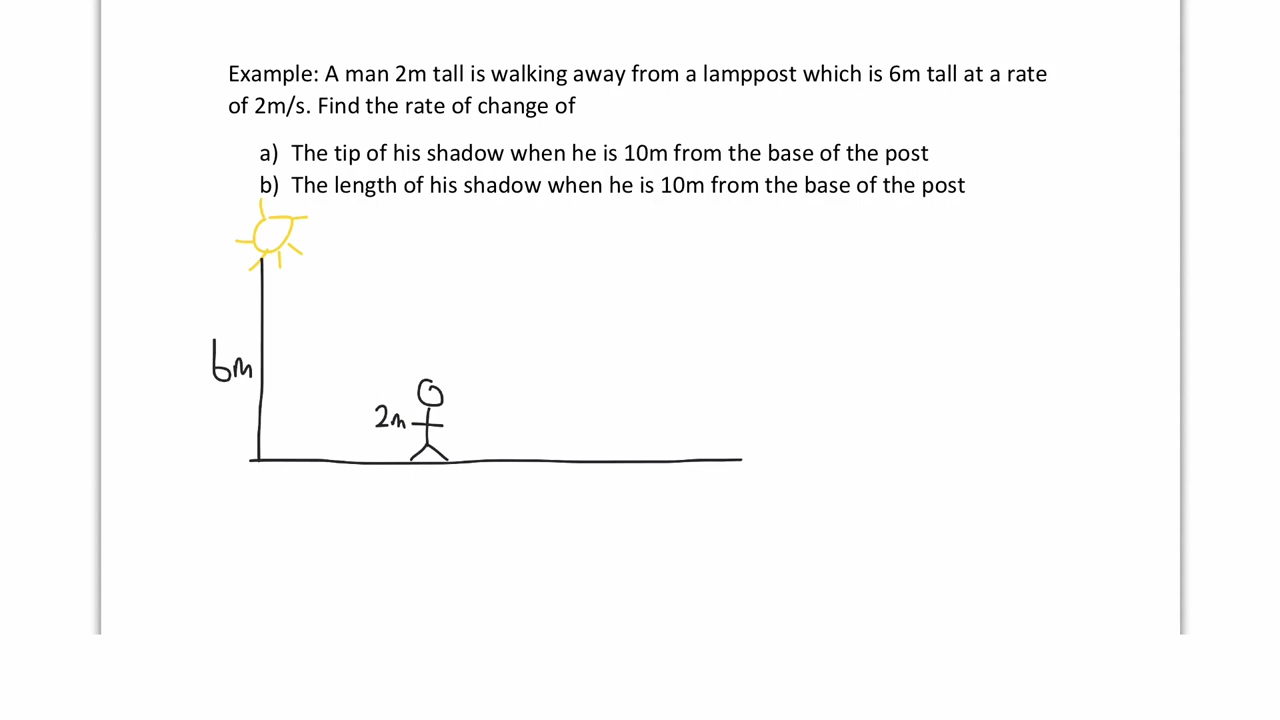 Example: A man 2m tall is walking away from a lamppost which is 6m tall at a rate
of 2m/s. Find the rate of change of
a) The tip of his shadow when he is 10m from the base of the post
b) The length of his shadow when he is 10m from the base of the post
6m
2m